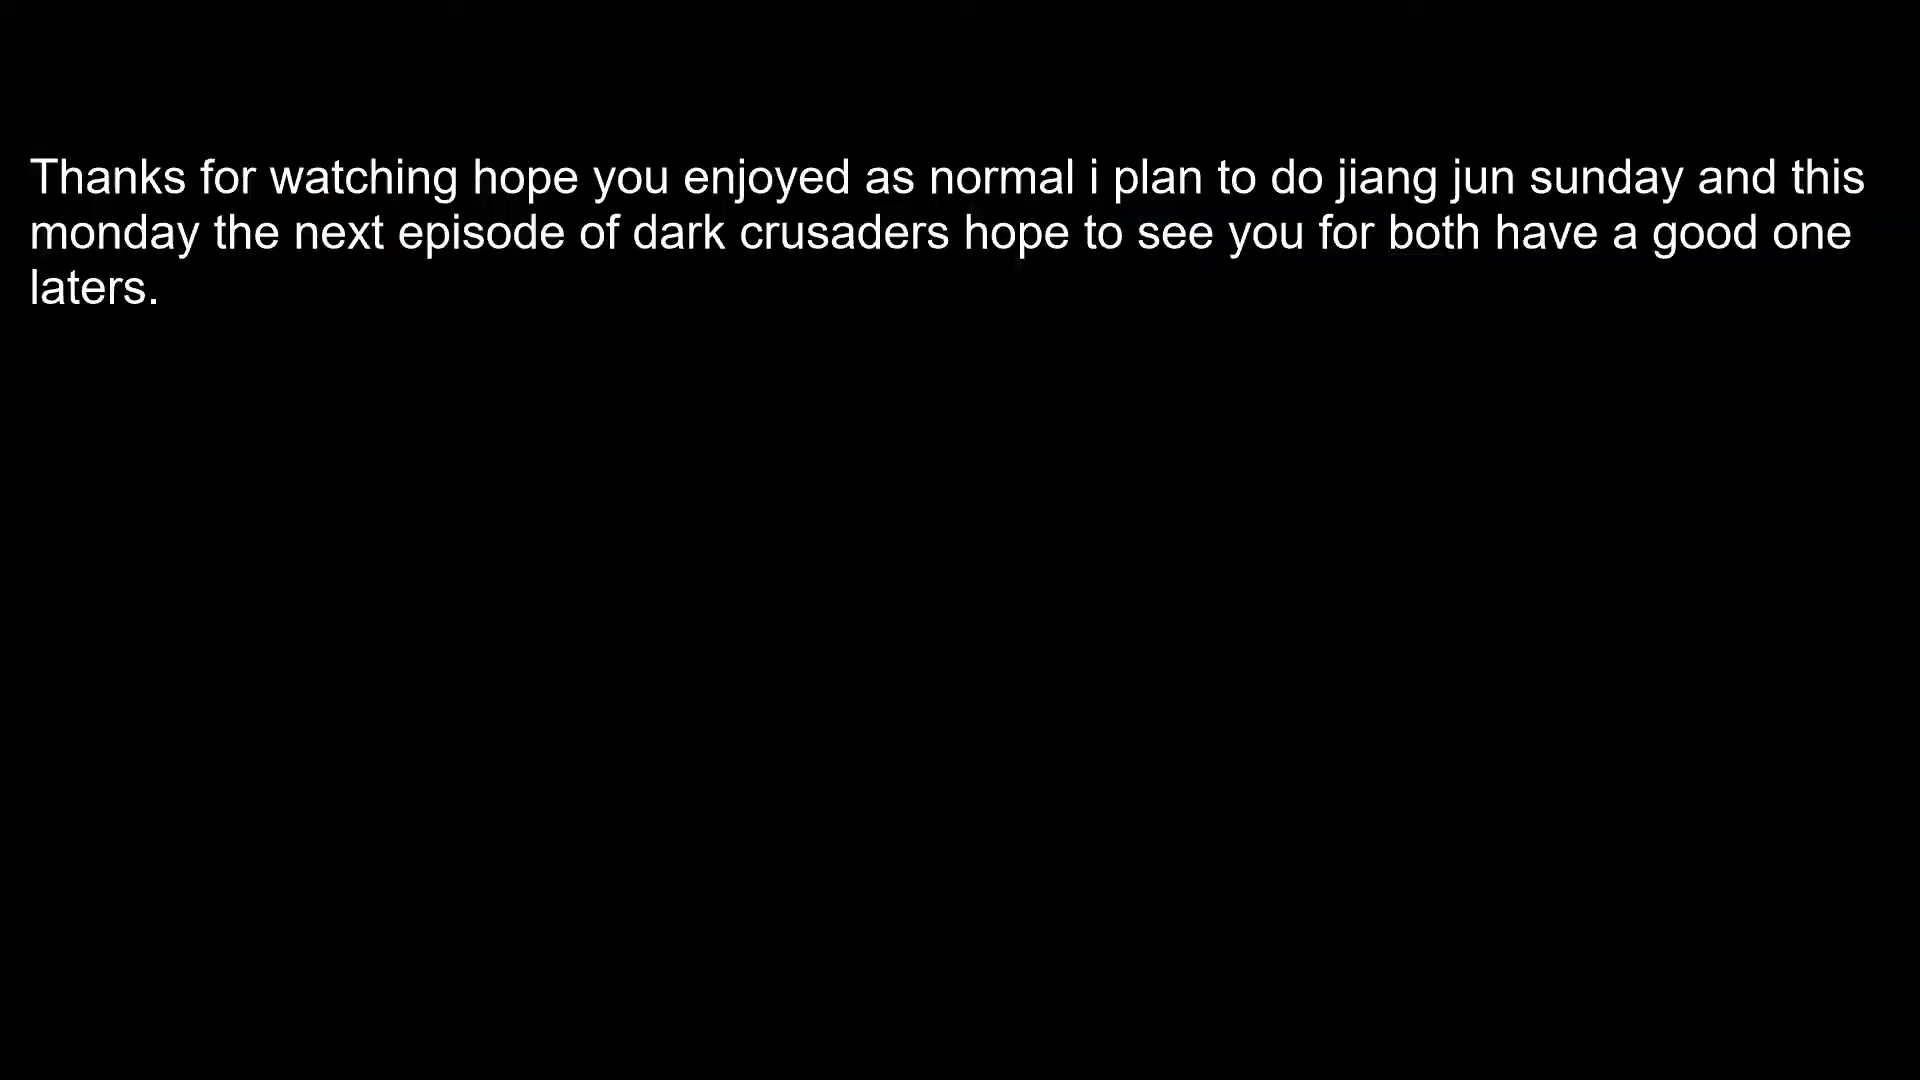 Thanks for watching hope you enjoyed as normal i plan to do jiang jun sunday and this
monday the next episode of dark crusaders hope to see you for both have a good one
laters.